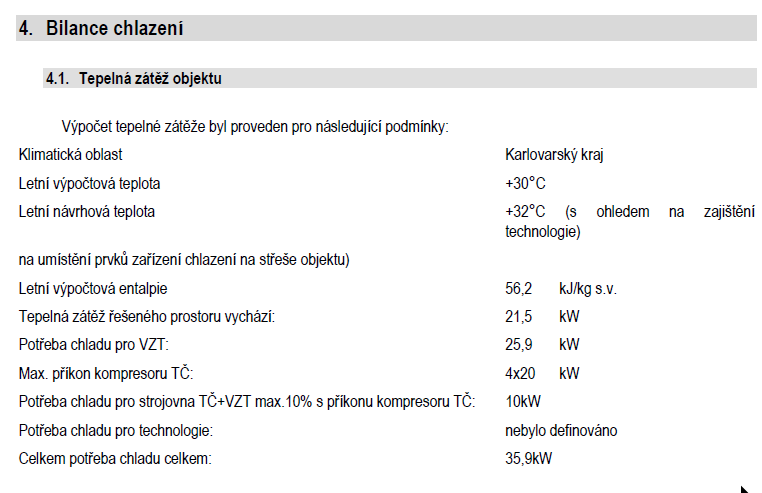 4. Bilance chlazení
4.1. Tepelná zátěž objektu
Výpočet tepelné zátěže byl proveden pro následující podmínky:
Klimatická oblast Karlovarský kraj
Letní výpočtová teplota +30°C
Letní návrhová teplota +32°C (s ohledem na zajištění
technologie)
na umístění prvků zařízení chlazení na střeše objektu)
Letní výpočtová entalpie 56,2 kJ/kg s.v.
Tepelná zátěž řešeného prostoru vychází: 21,5 kW
Potřeba chladu pro VZT: 25,9 kW
Max. příkon kompresoru TČ: 4x20 kW
Potřeba chladu pro strojovna TČ+VZT max.10% s příkonu kompresoru TČ: 10kW
Potřeba chladu pro technologie: nebylo definováno
Celkem potřeba chladu celkem: 35,9kW